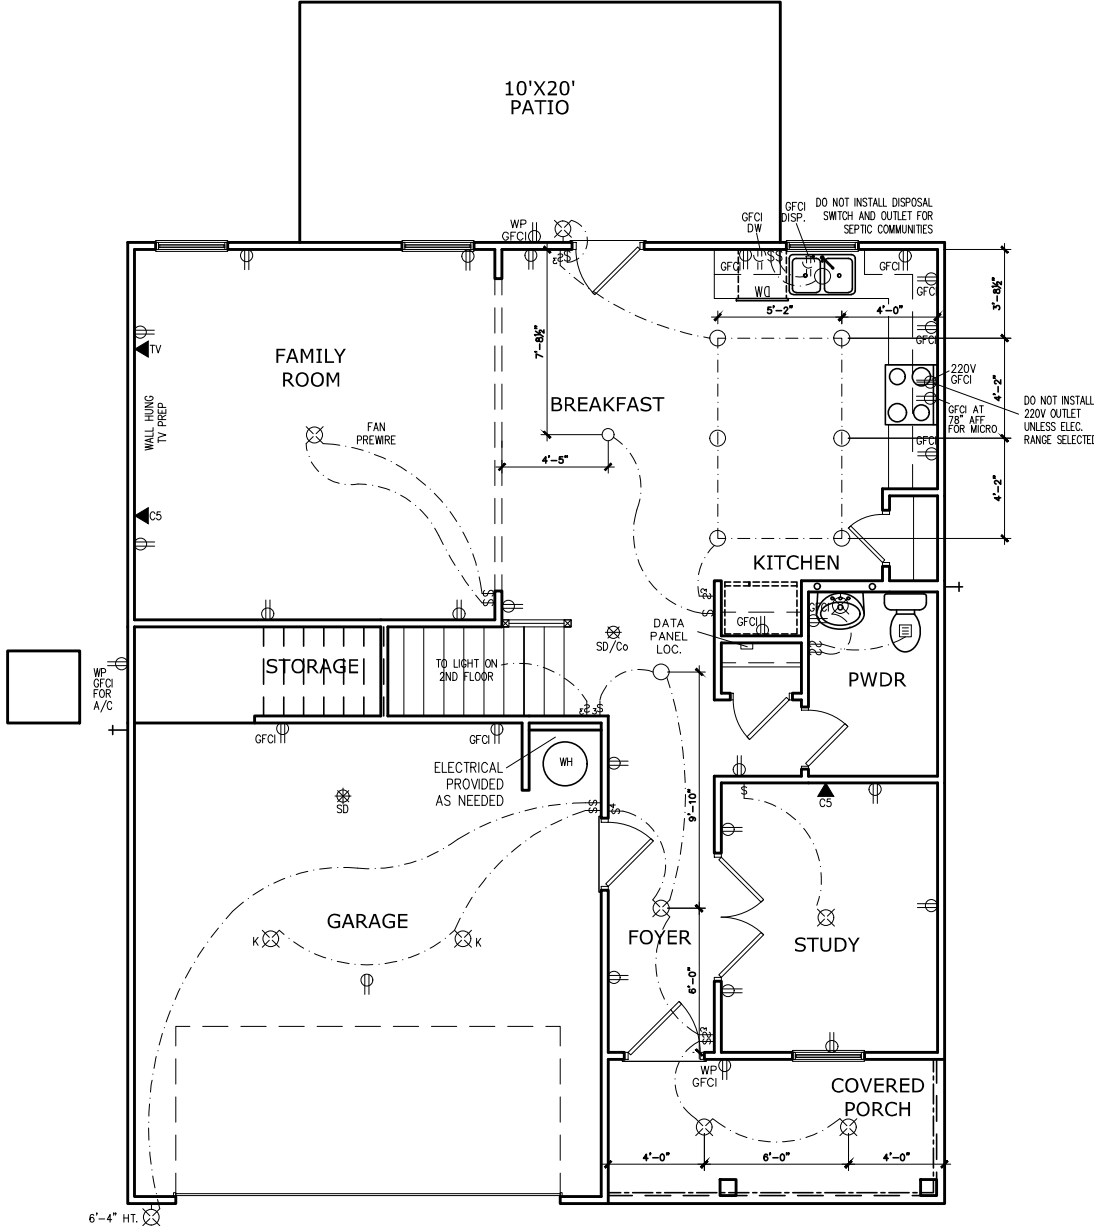 10'X20'
PATIO
WP
GFCI
GFCI
DW
GFCI
DISP.
DO NOT INSTALL DISPOSAL
SWITCH AND OUTLET FOR
SEPTIC COMMUNITIES
GFCI
GFCI
GFCI
DW
5'-2"
4'-0"
3'-8½"
7'-8½"
GFCI
TV
FAMILY
ROOM
WALL HUNG
TV PREP
FAN
PREWIRE
BREAKFAST
4'-5"
220V
GFCI
4'-2"
GFCI AT
78" AFF
FOR MICRO
DO NOT INSTALL
220V OUTLET
UNLESS ELEC.
RANGE SELECTED
GFCI
4'-2"
C5
KITCHEN
GFCI
GFCI
DATA
PANEL
LOC.
SD/Co
WP
GFCI
FOR
A/C
STORAGE
TO LIGHT ON
2ND FLOOR
PWDR
GFCI
GFCI
ELECTRICAL
PROVIDED
AS NEEDED
WH
SD
9'-10"
C5
GARAGE
K
K
FOYER
STUDY
6'-0"
WP
GFCI
COVERED
PORCH
4'-0"
6'-0"
4'-0"
6'-4" HT.